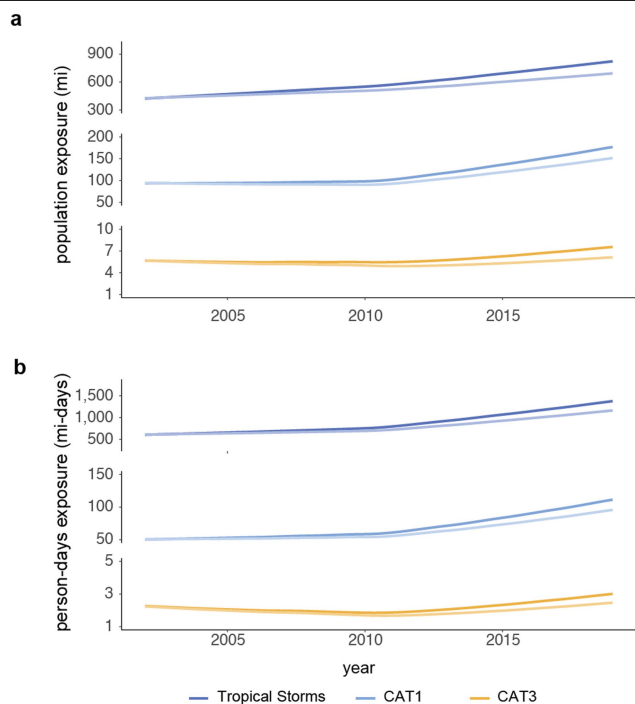 a
population exposure (mi)
900
600
300
200
150
100
50
10
7
4
1
2005 2010 2015
b
person-days exposure (mi-days)
1,500
1,000
500
150
100
50
5
3
1
2005 2010 2015
year
Tropical Storms CAT1 CAT3